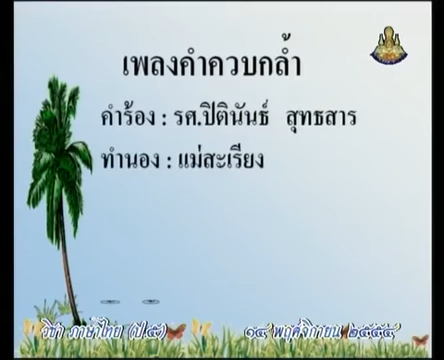 เพลงคำควบกล้ำ
คำร้อง : รศ.ปิตินันธ์ สุทธสาร
ทำนอง : แม่สะเรียง
วิชา ภาษาไทย (ป.๕)
๑๔ พฤศจิกายน ๒๕๕๔